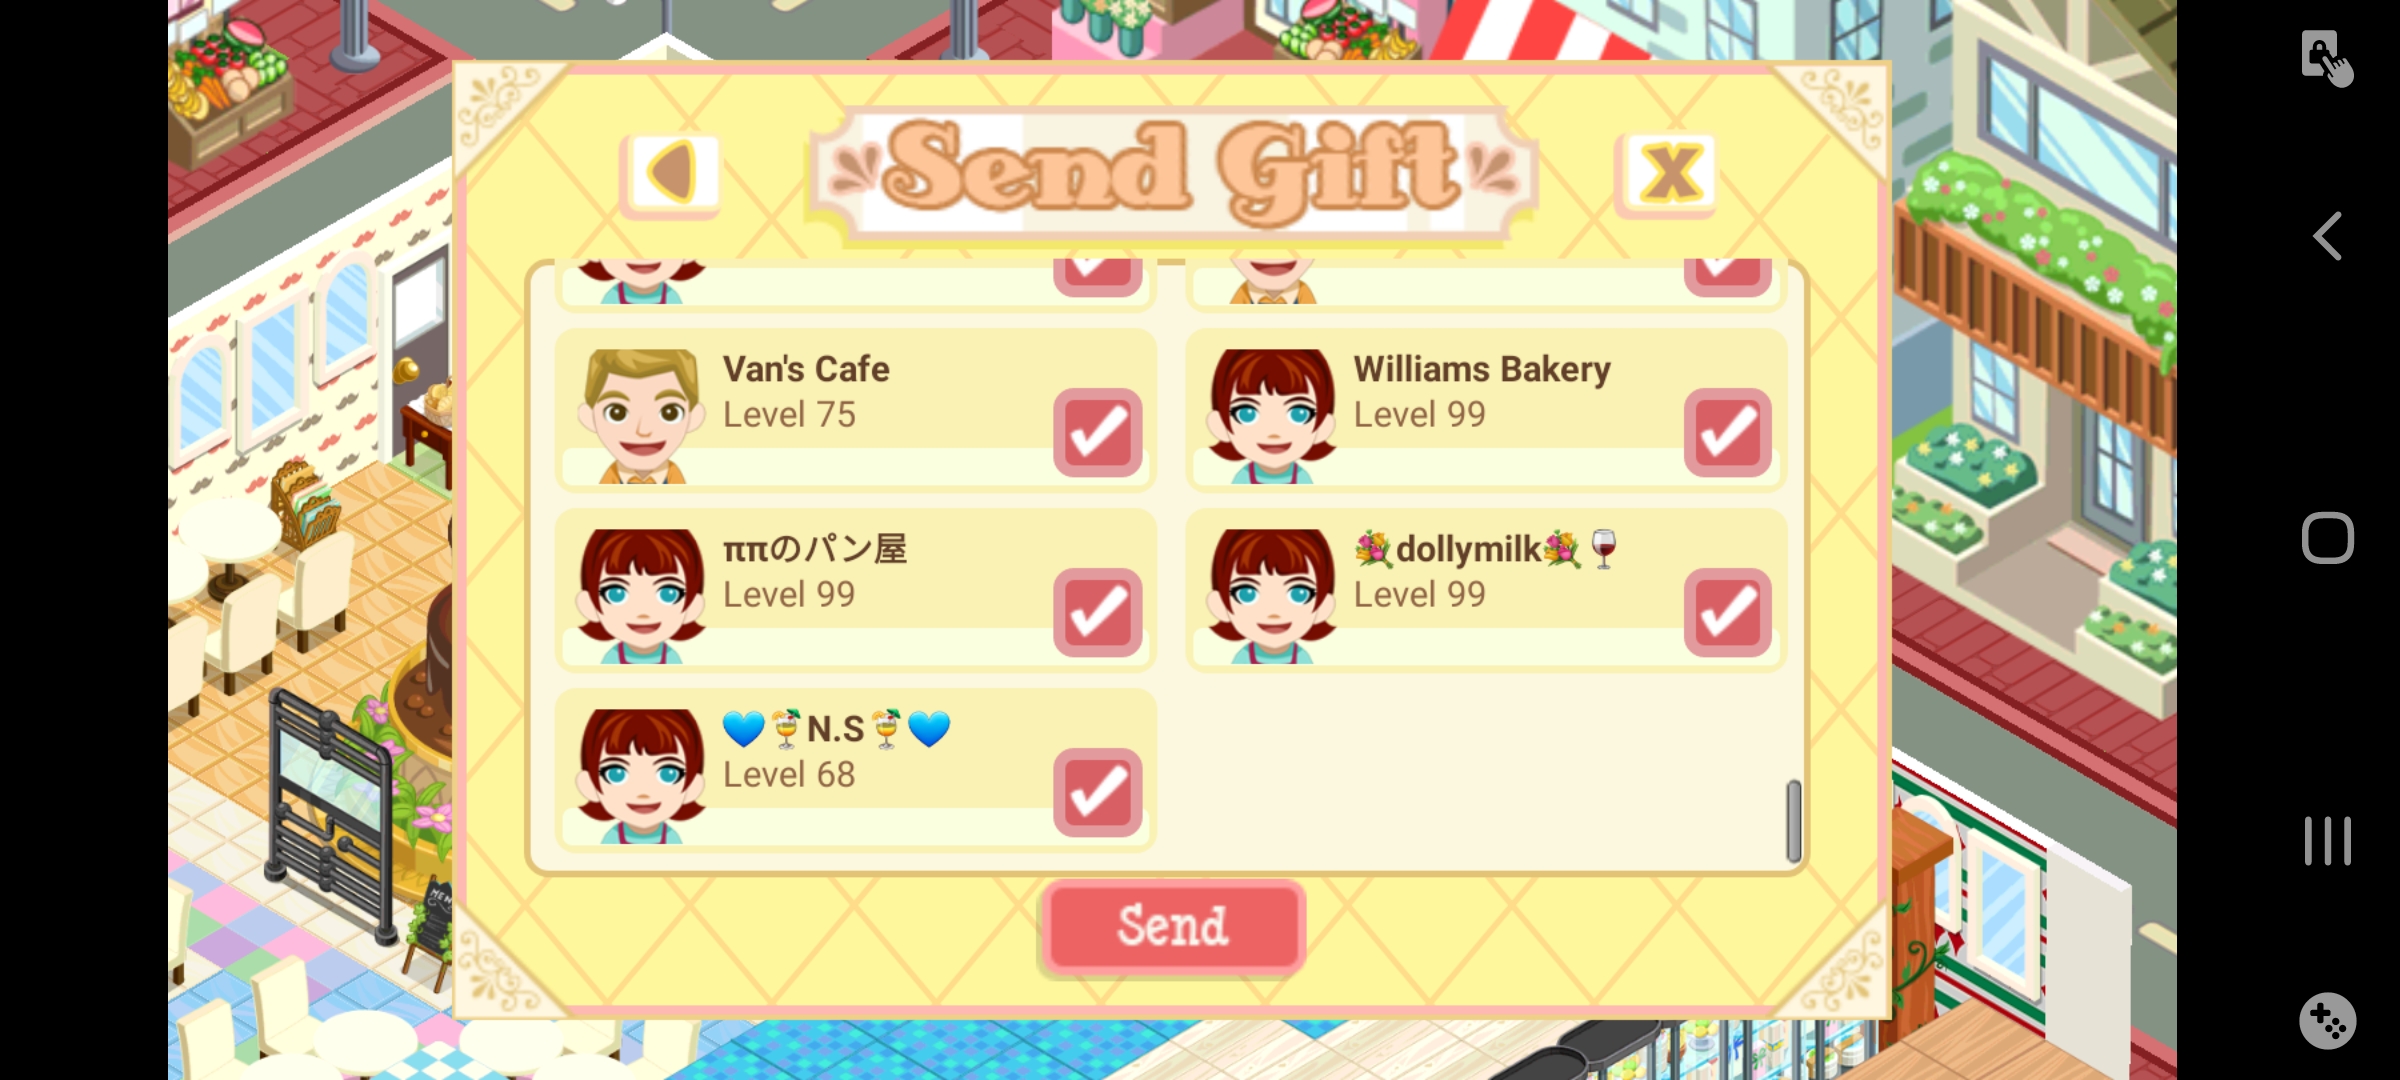 Send Gift
X
Van's Cafe
Level 75
Williams Bakery
Level 99
ππのパン屋
Level 99
💐dollymilk💐🍷
Level 99
💙🍹N.S🍹💙
Level 68
Send
MENU